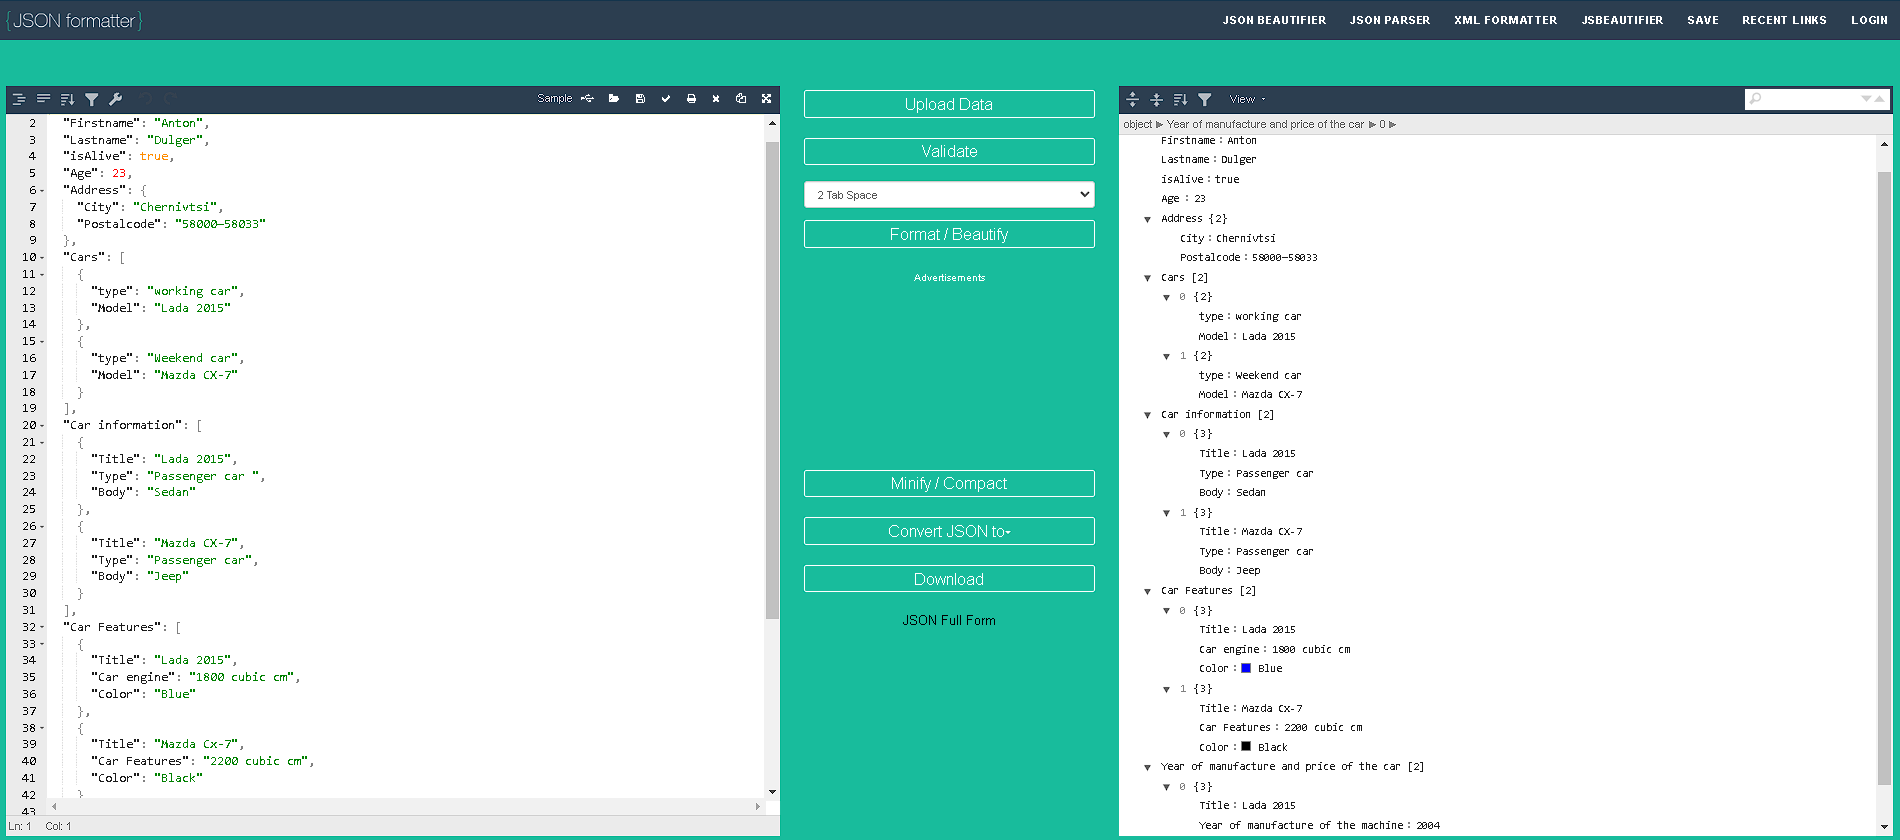 {JSON formatter}
JSON BEAUTIFIER JSON PARSER XML FORMATTER JSBEAUTIFIER SAVE RECENT LINKS LOGIN
Sample
2 "Firstname": "Anton",
3 "Lastname": "Dulger",
4 "isAlive": true,
5 "Age": 23,
6 "Address": {
7 "City": "Chernivtsi",
8 "Postalcode": "58000—58033"
9 },
10 "Cars": [
11 {
12 "type": "working car",
13 "Model": "Lada 2015"
14 },
15 {
16 "type": "Weekend car",
17 "Model": "Mazda CX-7"
18 }
19 ],
20 "Car information": [
21 {
22 "Title": "Lada 2015",
23 "Type": "Passenger car ",
24 "Body": "Sedan"
25 },
26 {
27 "Title": "Mazda CX-7",
28 "Type": "Passenger car",
29 "Body": "Jeep"
30 }
31 ],
32 "Car Features": [
33 {
34 "Title": "Lada 2015",
35 "Car engine": "1800 cubic cm",
36 "Color": "Blue"
37 },
38 {
39 "Title": "Mazda Cx-7",
40 "Car Features": "2200 cubic cm",
41 "Color": "Black"
42 }
43
Ln: 1 Col: 1
Upload Data
Validate
2 Tab Space
Format / Beautify
Advertisements
Minify / Compact
Convert JSON to
Download
JSON Full Form
View
object ▶ Year of manufacture and price of the car ▶ 0 ▶
Firstname : Anton
Lastname : Dulger
isAlive : true
Age : 23
Address {2}
City : Chernivtsi
Postalcode : 58000—58033
Cars [2]
0 {2}
type : working car
Model : Lada 2015
1 {2}
type : Weekend car
Model : Mazda CX-7
Car information [2]
0 {3}
Title : Lada 2015
Type : Passenger car
Body : Sedan
1 {3}
Title : Mazda CX-7
Type : Passenger car
Body : Jeep
Car Features [2]
0 {3}
Title : Lada 2015
Car engine : 1800 cubic cm
Color : Blue
1 {3}
Title : Mazda Cx-7
Car Features : 2200 cubic cm
Color : Black
Year of manufacture and price of the car [2]
0 {3}
Title : Lada 2015
Year of manufacture of the machine : 2004